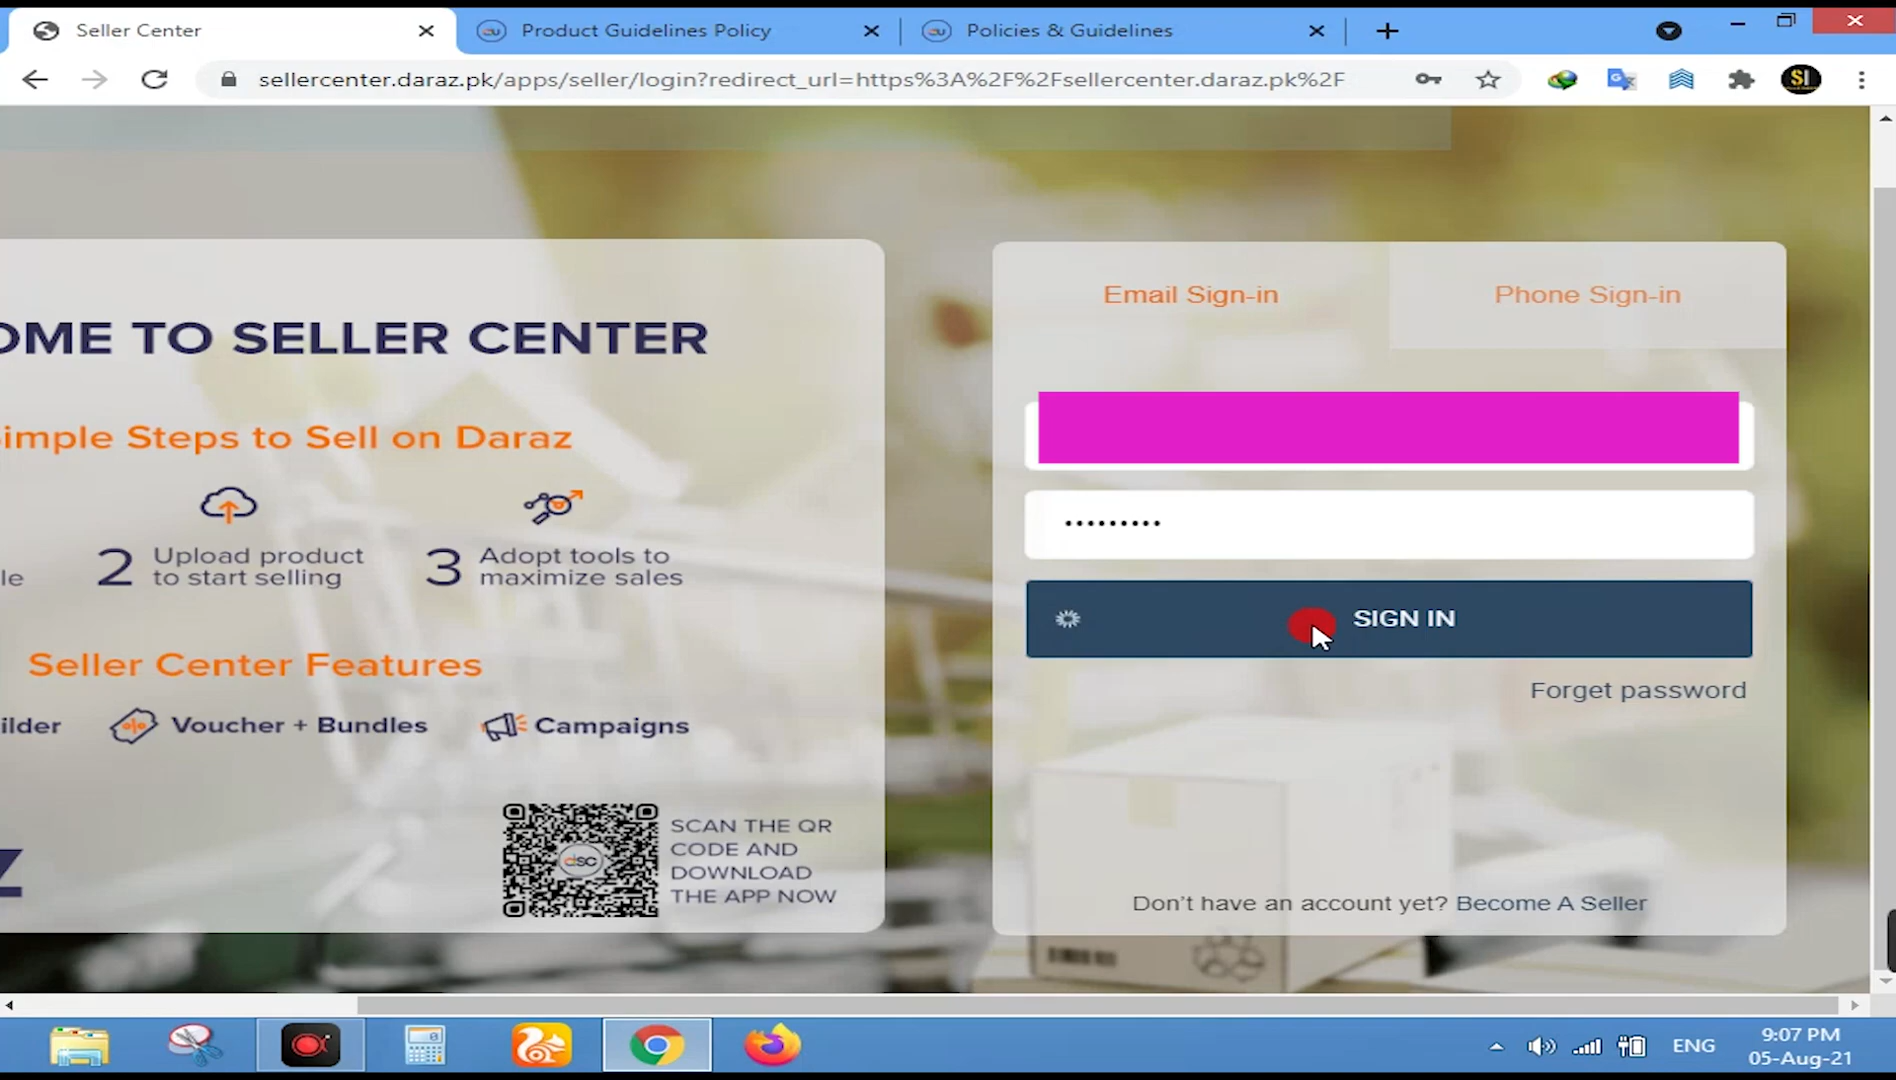 Seller Center
Product Guidelines Policy
Policies & Guidelines
sellercenter.daraz.pk/apps/seller/login?redirect_url=https%3A%2F%2Fsellercenter.daraz.pk%2F
SI
OME TO SELLER CENTER
imple Steps to Sell on Daraz
le
2 Upload product
to start selling
3 Adopt tools to
maximize sales
Seller Center Features
ilder
Voucher + Bundles
Campaigns
dsc
SCAN THE QR
CODE AND
DOWNLOAD
THE APP NOW
Z
Email Sign-in
Phone Sign-in
SIGN IN
Forget password
Don't have an account yet? Become A Seller
ENG
9:07 PM
05-Aug-21